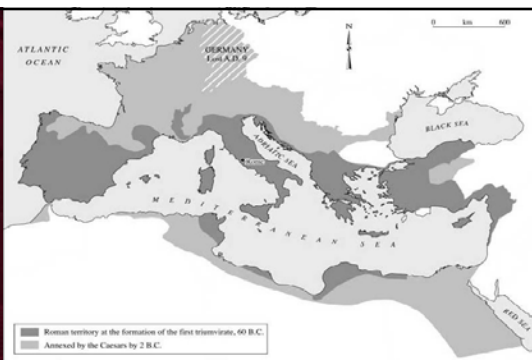 ATLANTIC
OCEAN
N
0 km 600
GERMANY
Lost A.D. 9
BLACK SEA
ADRIATIC SEA
Rome
MEDITERRANEAN SEA
RED SEA
Roman territory at the formation of the first triumvirate, 60 B.C.
Annexed by the Caesars by 2 B.C.